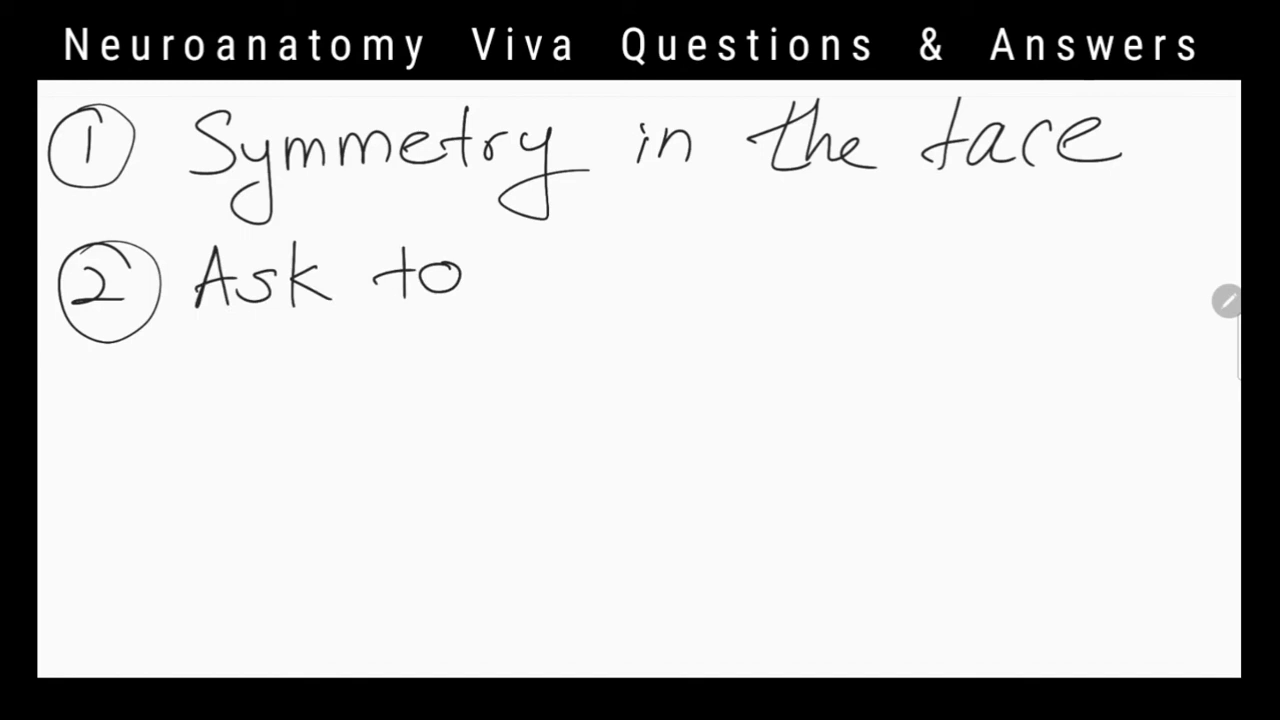 Neuroanatomy Viva Questions & Answers
① Symmetry in the face
② Ask to